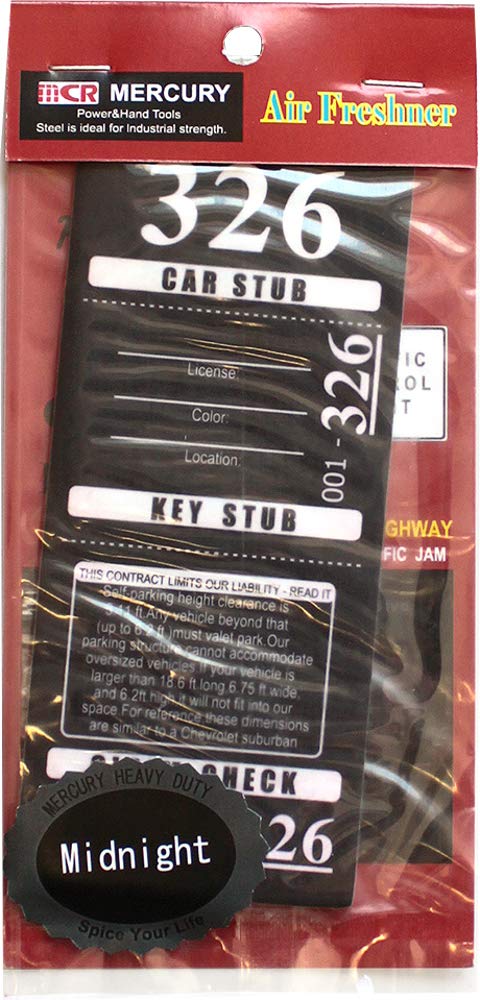 MCR MERCURY
Power&Hand Tools
Steel is ideal for Industrial strength.
Air Freshner
326
CAR STUB
License:
Color:
Location:
001 - 326
KEY STUB
THIS CONTRACT LIMITS OUR LIABILITY - READ IT
Self-parking height clearance is
5.11 ft.Any vehicle beyond that
(up to 6.2 ft )must valet park.Our
parking structure cannot accommodate
oversized vehicles.If your vehicle is
larger than 18.6 ft long.6.75 ft wide,
and 6.2ft.high,it will not fit into our
space.For reference,these dimensions
are similar to a Chevrolet suburban
CHECK
26
IC
ROL
T
GHWAY
FIC JAM
MERCURY HEAVY DUTY
Midnight
Spice Your Life